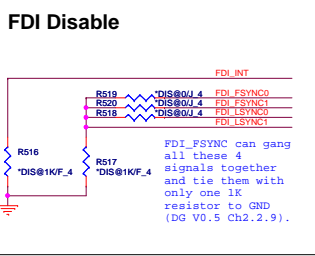 FDI Disable
FDI_INT
R519 *DIS@0/J_4 FDI_FSYNC0
R520 *DIS@0/J_4 FDI_FSYNC1
R518 *DIS@0/J_4 FDI_LSYNC0
FDI_LSYNC1
R516
*DIS@1K/F_4
R517
*DIS@1K/F_4
FDI_FSYNC can gang
all these 4
signals together
and tie them with
only one 1K
resistor to GND
(DG V0.5 Ch2.2.9).